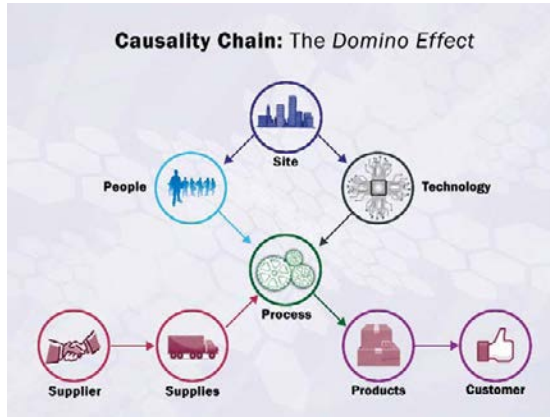 Causality Chain: The Domino Effect
Site
People
Technology
Process
Supplier
Supplies
Products
Customer